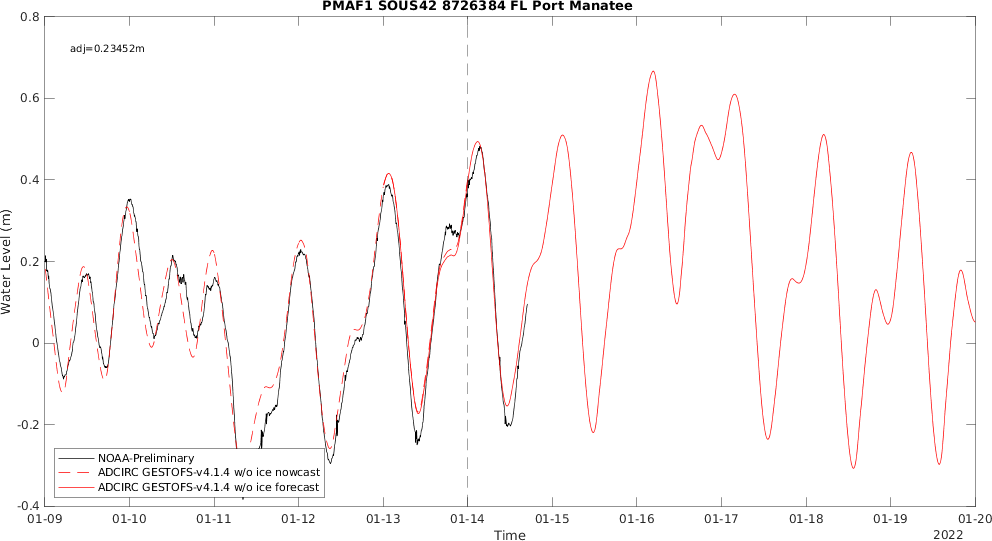 PMAF1 SOUS42 8726384 FL Port Manatee
adj=0.23452m
Water Level (m)
0.8
0.6
0.4
0.2
0
-0.2
-0.4
NOAA-Preliminary
ADCIRC GESTOFS-v4.1.4 w/o ice nowcast
ADCIRC GESTOFS-v4.1.4 w/o ice forecast
01-09 01-10 01-11 01-12 01-13 01-14 01-15 01-16 01-17 01-18 01-19 01-20
Time
2022